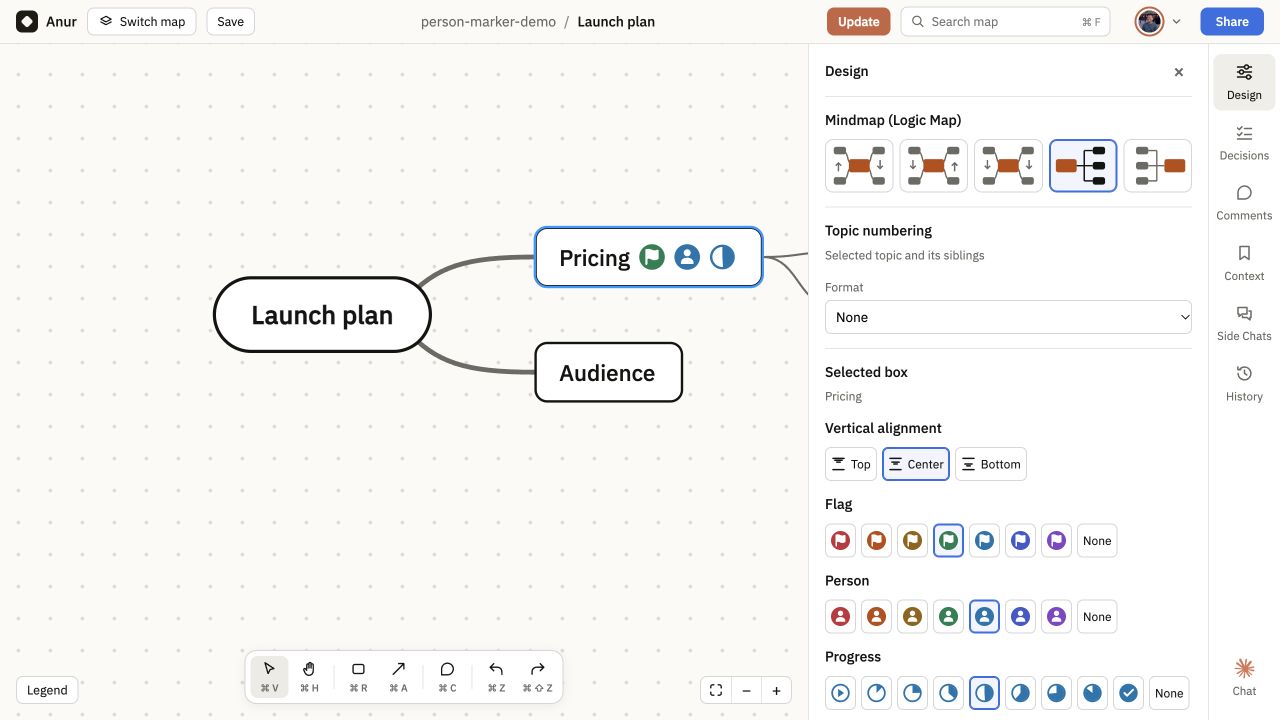 Anur
Switch map
Save
person-marker-demo / Launch plan
Update
Search map
⌘ F
Share
Design
Mindmap (Logic Map)
Topic numbering
Selected topic and its siblings
Format
None
Selected box
Pricing
Vertical alignment
Top
Center
Bottom
Flag
None
Person
None
Progress
None
Design
Decisions
Comments
Context
Side Chats
History
Chat
Launch plan
Pricing
Audience
Legend
⌘ V
⌘ H
⌘ R
⌘ A
⌘ C
⌘ Z
⌘ ⇧ Z